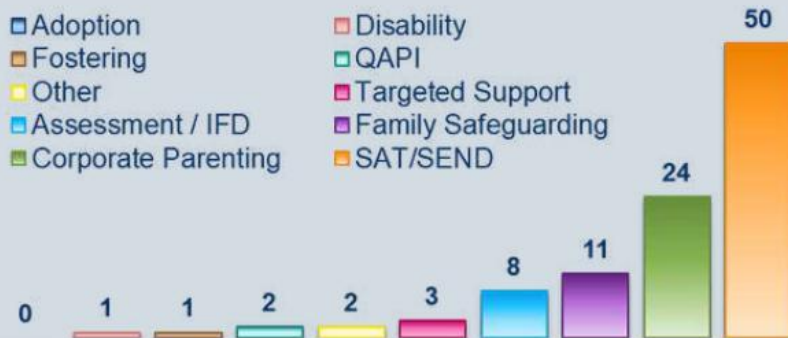 Adoption
Disability
Fostering
QAPI
Other
Targeted Support
Assessment / IFD
Family Safeguarding
Corporate Parenting
SAT/SEND
0
1
1
2
2
3
8
11
24
50